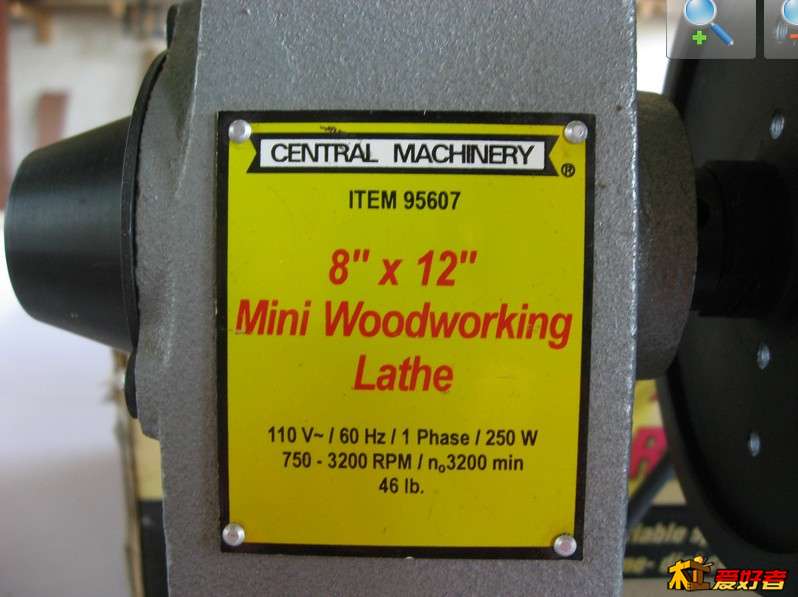 CENTRAL MACHINERY
®
ITEM 95607
8" x 12"
Mini Woodworking
Lathe
110 V~ / 60 Hz / 1 Phase / 250 W
750 - 3200 RPM / n₀3200 min
46 lb.
爱好者